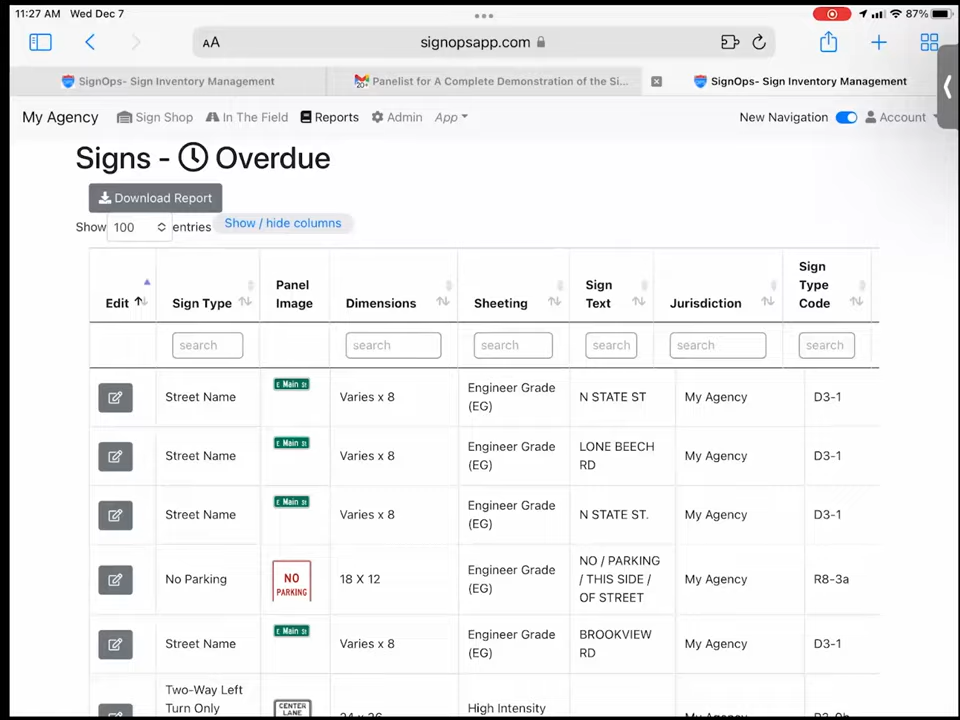 11:27 AM Wed Dec 7
87%
AA
signopsapp.com
SignOps- Sign Inventory Management
Panelist for A Complete Demonstration of the Si...
SignOps- Sign Inventory Management
My Agency
Sign Shop
In The Field
Reports
Admin
App
New Navigation
Account
Signs - Overdue
Download Report
Show 100 entries
Show / hide columns
Edit
Sign Type
Panel
Image
Dimensions
Sheeting
Sign
Text
Jurisdiction
Sign
Type
Code
search
search
search
search
search
search
Street Name
E Main St
Varies x 8
Engineer Grade
(EG)
N STATE ST
My Agency
D3-1
Street Name
E Main St
Varies x 8
Engineer Grade
(EG)
LONE BEECH
RD
My Agency
D3-1
Street Name
E Main St
Varies x 8
Engineer Grade
(EG)
N STATE ST.
My Agency
D3-1
No Parking
NO
PARKING
18 X 12
Engineer Grade
(EG)
NO / PARKING
/ THIS SIDE /
OF STREET
My Agency
R8-3a
Street Name
E Main St
Varies x 8
Engineer Grade
(EG)
BROOKVIEW
RD
My Agency
D3-1
Two-Way Left
Turn Only
CENTER
LANE
High Intensity
My Agency